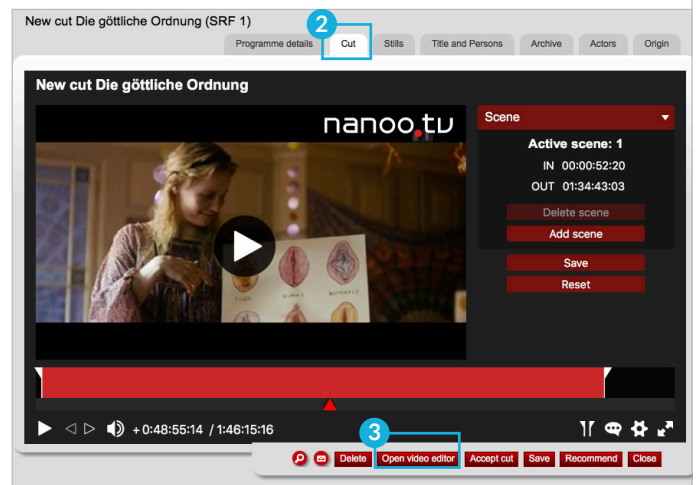 New cut Die göttliche Ordnung (SRF 1)
2
Programme details Cut Stills Title and Persons Archive Actors Origin
New cut Die göttliche Ordnung
nanoo.tv
TIGER BUNNY BUTTERFLY
Scene
Active scene: 1
IN 00:00:52:20
OUT 01:34:43:03
Delete scene
Add scene
Save
Reset
+ 0:48:55:14 / 1:46:15:16
3
Delete Open video editor Accept cut Save Recommend Close